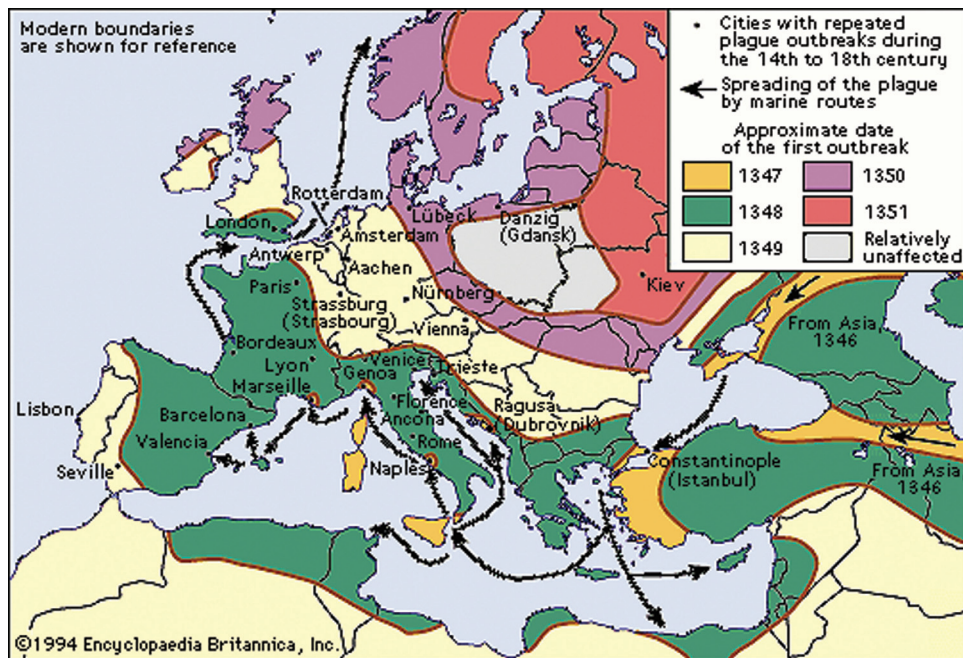 Modern boundaries
are shown for reference
Cities with repeated
plague outbreaks during
the 14th to 18th century
Spreading of the plague
by marine routes
Approximate date
of the first outbreak
1347
1350
1348
1351
1349
Relatively
unaffected
Rotterdam
London
Lübeck
Danzig
(Gdansk)
Amsterdam
Antwerp
Aachen
Kiev
Paris
Nürnberg
Strassburg
(Strasbourg)
Vienna
From Asia,
1346
Bordeaux
Lyon
Venice
Trieste
Genoa
Marseille
Florence
Ragusa
(Dubrovnik)
Lisbon
Barcelona
Ancona
Valencia
Rome
Constantinople
(Istanbul)
Seville
Naples
From Asia
1346
©1994 Encyclopaedia Britannica, Inc.